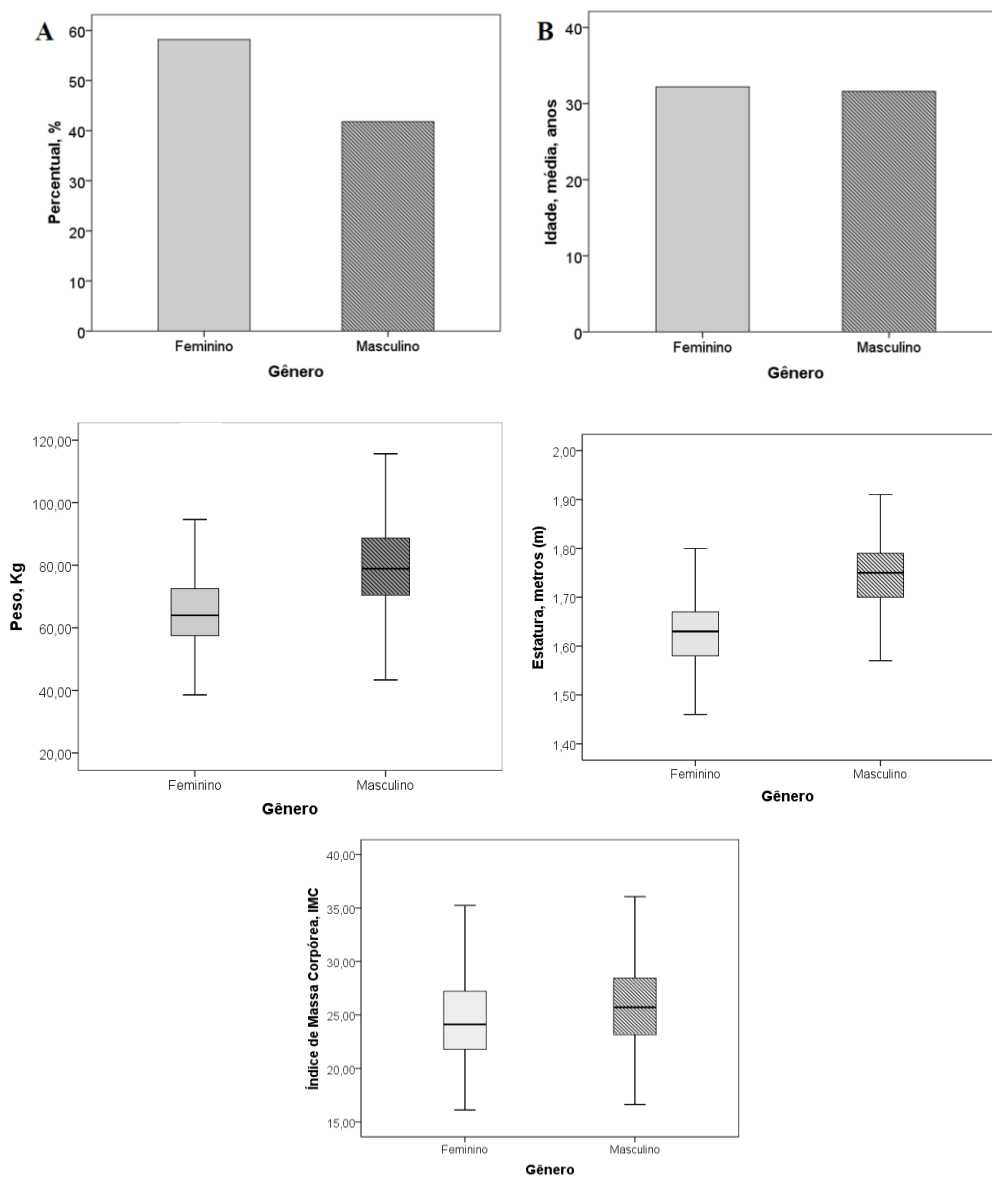 A
Percentual, %
60
50
40
30
20
10
0
Feminino
Masculino
Gênero
B
Idade, média, anos
40
30
20
10
0
Feminino
Masculino
Gênero
Peso, Kg
120,00
100,00
80,00
60,00
40,00
20,00
Feminino
Masculino
Gênero
Estatura, metros (m)
2,00
1,90
1,80
1,70
1,60
1,50
1,40
Feminino
Masculino
Gênero
Índice de Massa Corpórea, IMC
40,00
35,00
30,00
25,00
20,00
15,00
Feminino
Masculino
Gênero